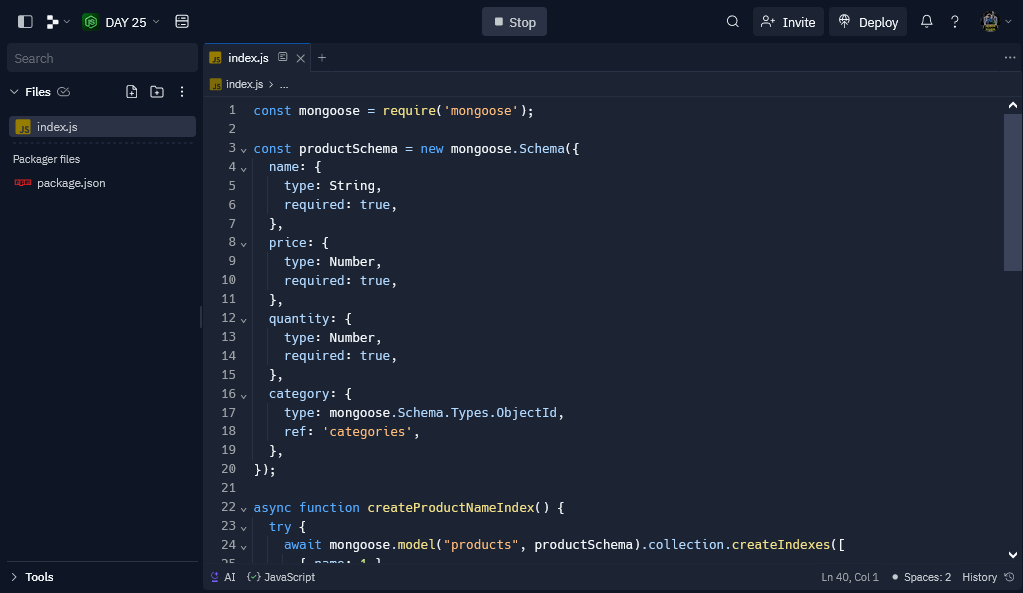 DAY 25
Stop
Invite
Deploy
Search
index.js
Files
index.js > ...
index.js
Packager files
package.json
1 const mongoose = require('mongoose');
2
3 const productSchema = new mongoose.Schema({
4 name: {
5 type: String,
6 required: true,
7 },
8 price: {
9 type: Number,
10 required: true,
11 },
12 quantity: {
13 type: Number,
14 required: true,
15 },
16 category: {
17 type: mongoose.Schema.Types.ObjectId,
18 ref: 'categories',
19 },
20 });
21
22 async function createProductNameIndex() {
23 try {
24 await mongoose.model("products", productSchema).collection.createIndexes([
25 { name: 1 }
Tools
AI
{✓} JavaScript
Ln 40, Col 1
Spaces: 2
History